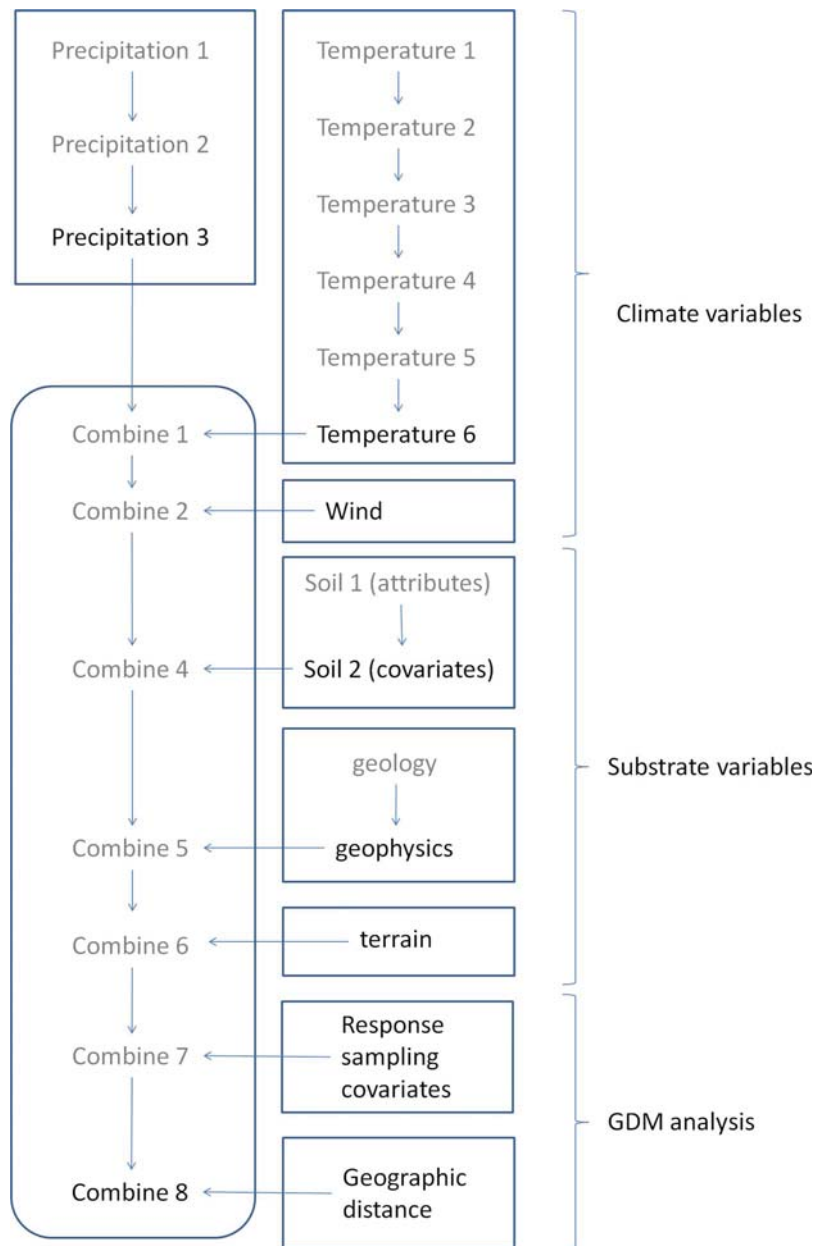 Precipitation 1
Precipitation 2
Precipitation 3
Temperature 1
Temperature 2
Temperature 3
Temperature 4
Temperature 5
Temperature 6
Climate variables
Combine 1
Combine 2
Wind
Soil 1 (attributes)
Combine 4
Soil 2 (covariates)
Substrate variables
geology
Combine 5
geophysics
Combine 6
terrain
Combine 7
Response
sampling
covariates
GDM analysis
Combine 8
Geographic
distance